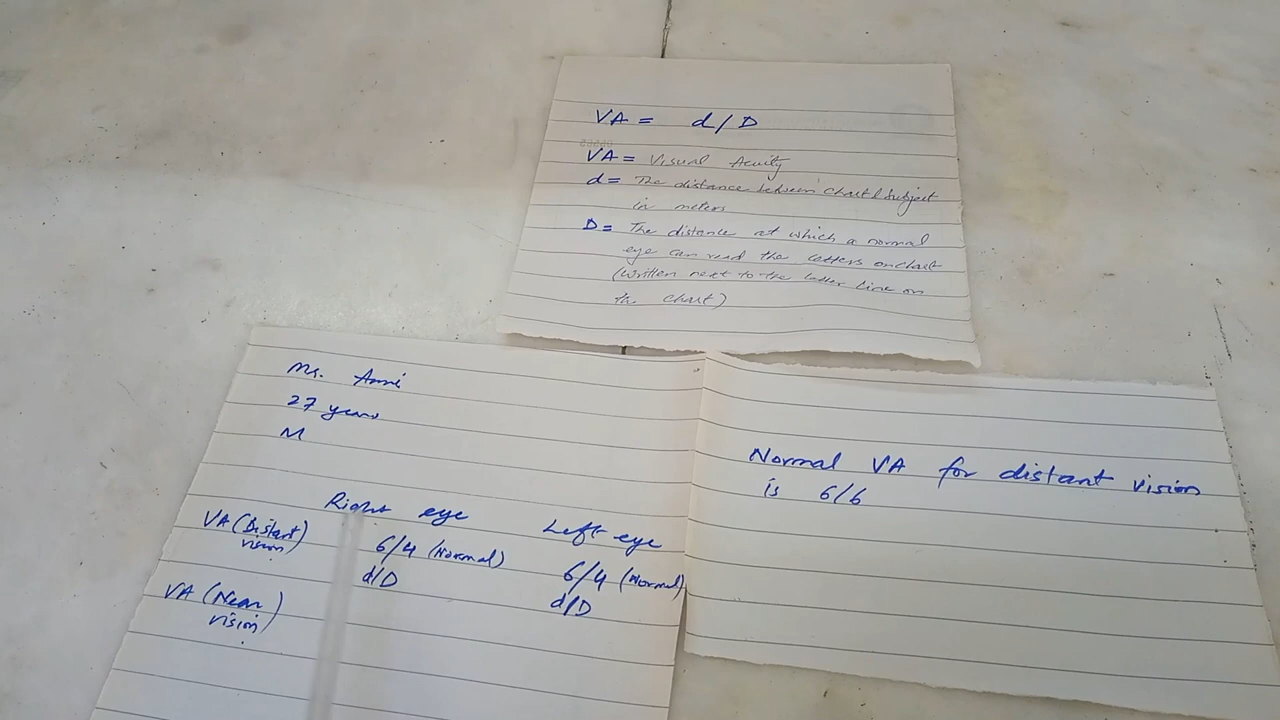 VA = d/D
VA = Visual Acuity
d = The distance between chart & Subject
in meters
D = The distance at which a normal
eye can read the letters on chart
(written next to the letter line on
the chart)
Mr.
27 years
M
Right eye Left eye
VA (Distant vision) 6/4 (Normal) 6/4 (Normal)
d/D d/D
VA (Near vision)
Normal VA for distant vision
is 6/6